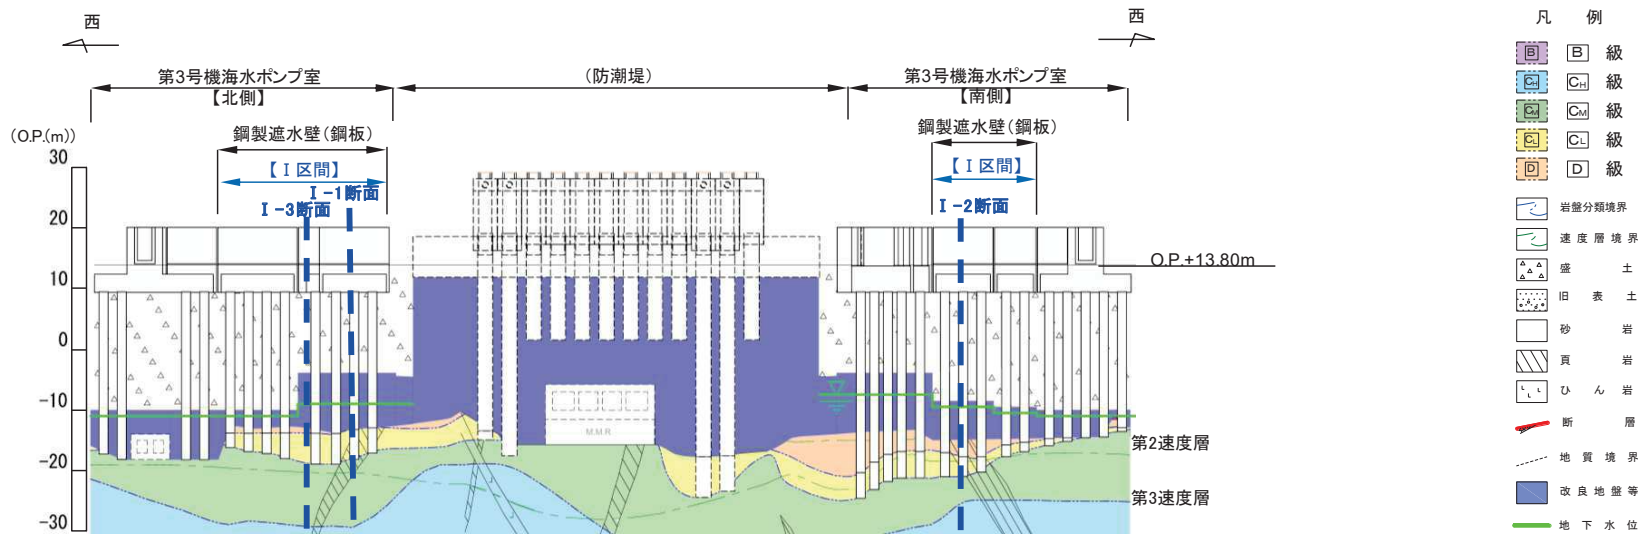 西
西
第3号機海水ポンプ室
【北側】
(防潮堤)
第3号機海水ポンプ室
【南側】
鋼製遮水壁(鋼板)
鋼製遮水壁(鋼板)
(O.P.(m))
【Ⅰ区間】
【Ⅰ区間】
Ⅰ-1断面
Ⅰ-3断面
Ⅰ-2断面
30
20
10
0
-10
-20
-30
O.P.+13.80m
M.M.R
第2速度層
第3速度層
凡 例
B B 級
CH CH 級
CM CM 級
CL CL 級
D D 級
岩盤分類境界
速度層境界
盛土
旧表土
砂岩
頁岩
ひん岩
断層
地質境界
改良地盤等
地下水位